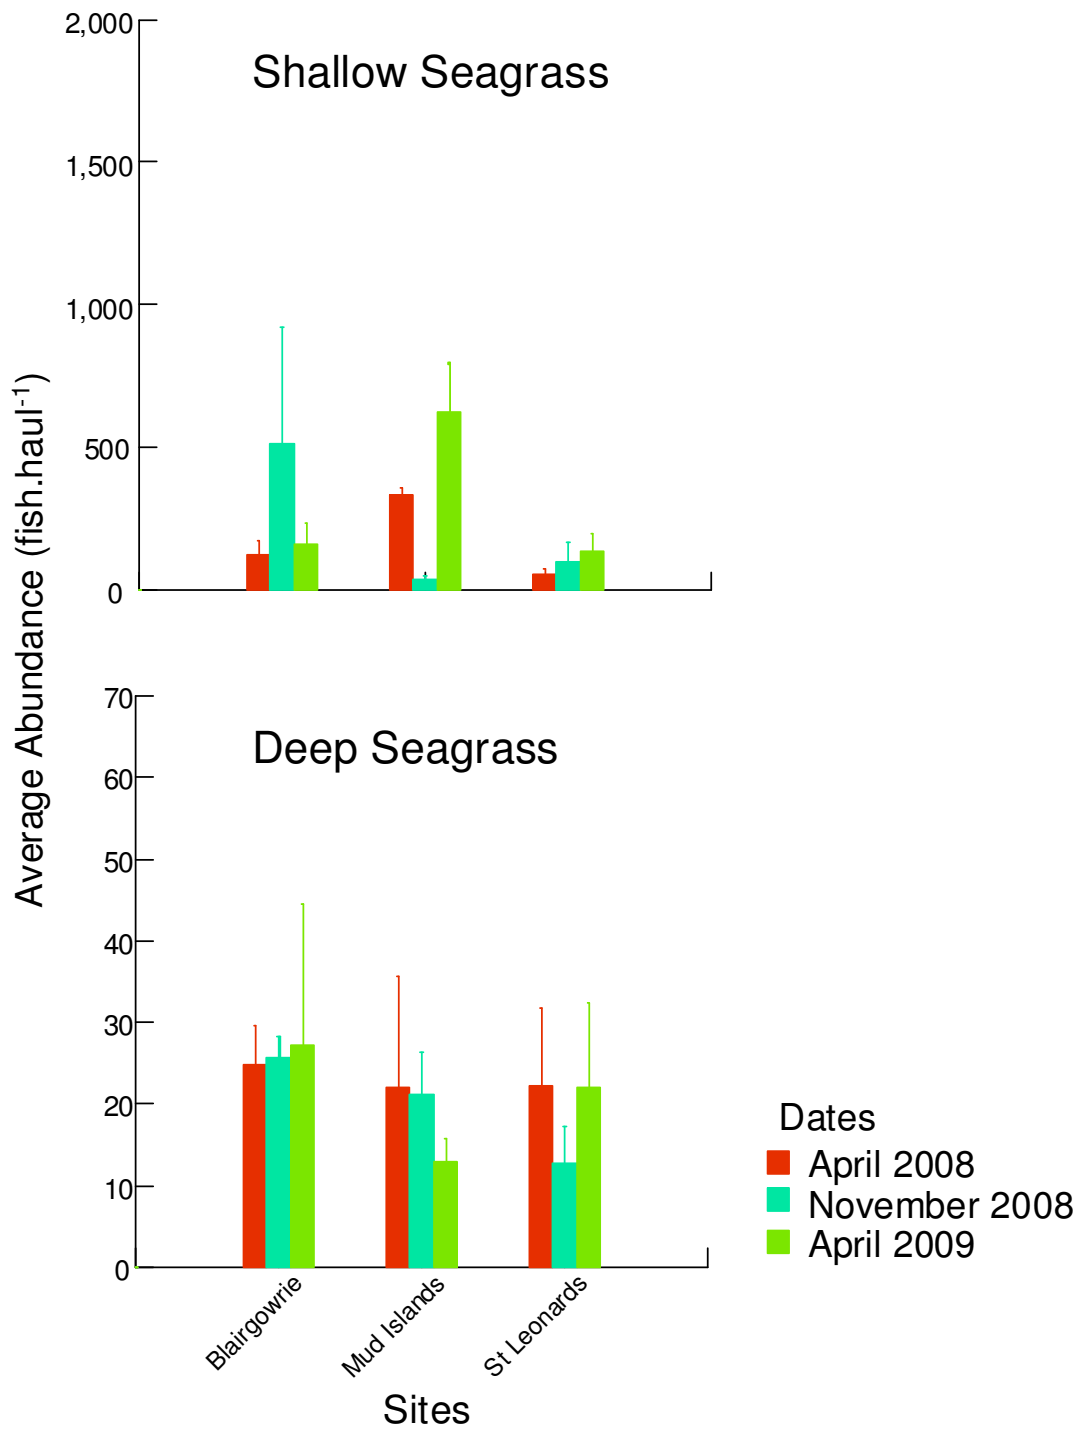 2,000
Shallow Seagrass
1,500
1,000
500
0
Average Abundance (fish.haul⁻¹)
70
Deep Seagrass
60
50
40
30
20
10
0
Blairgowrie
Mud Islands
St Leonards
Sites
Dates
April 2008
November 2008
April 2009